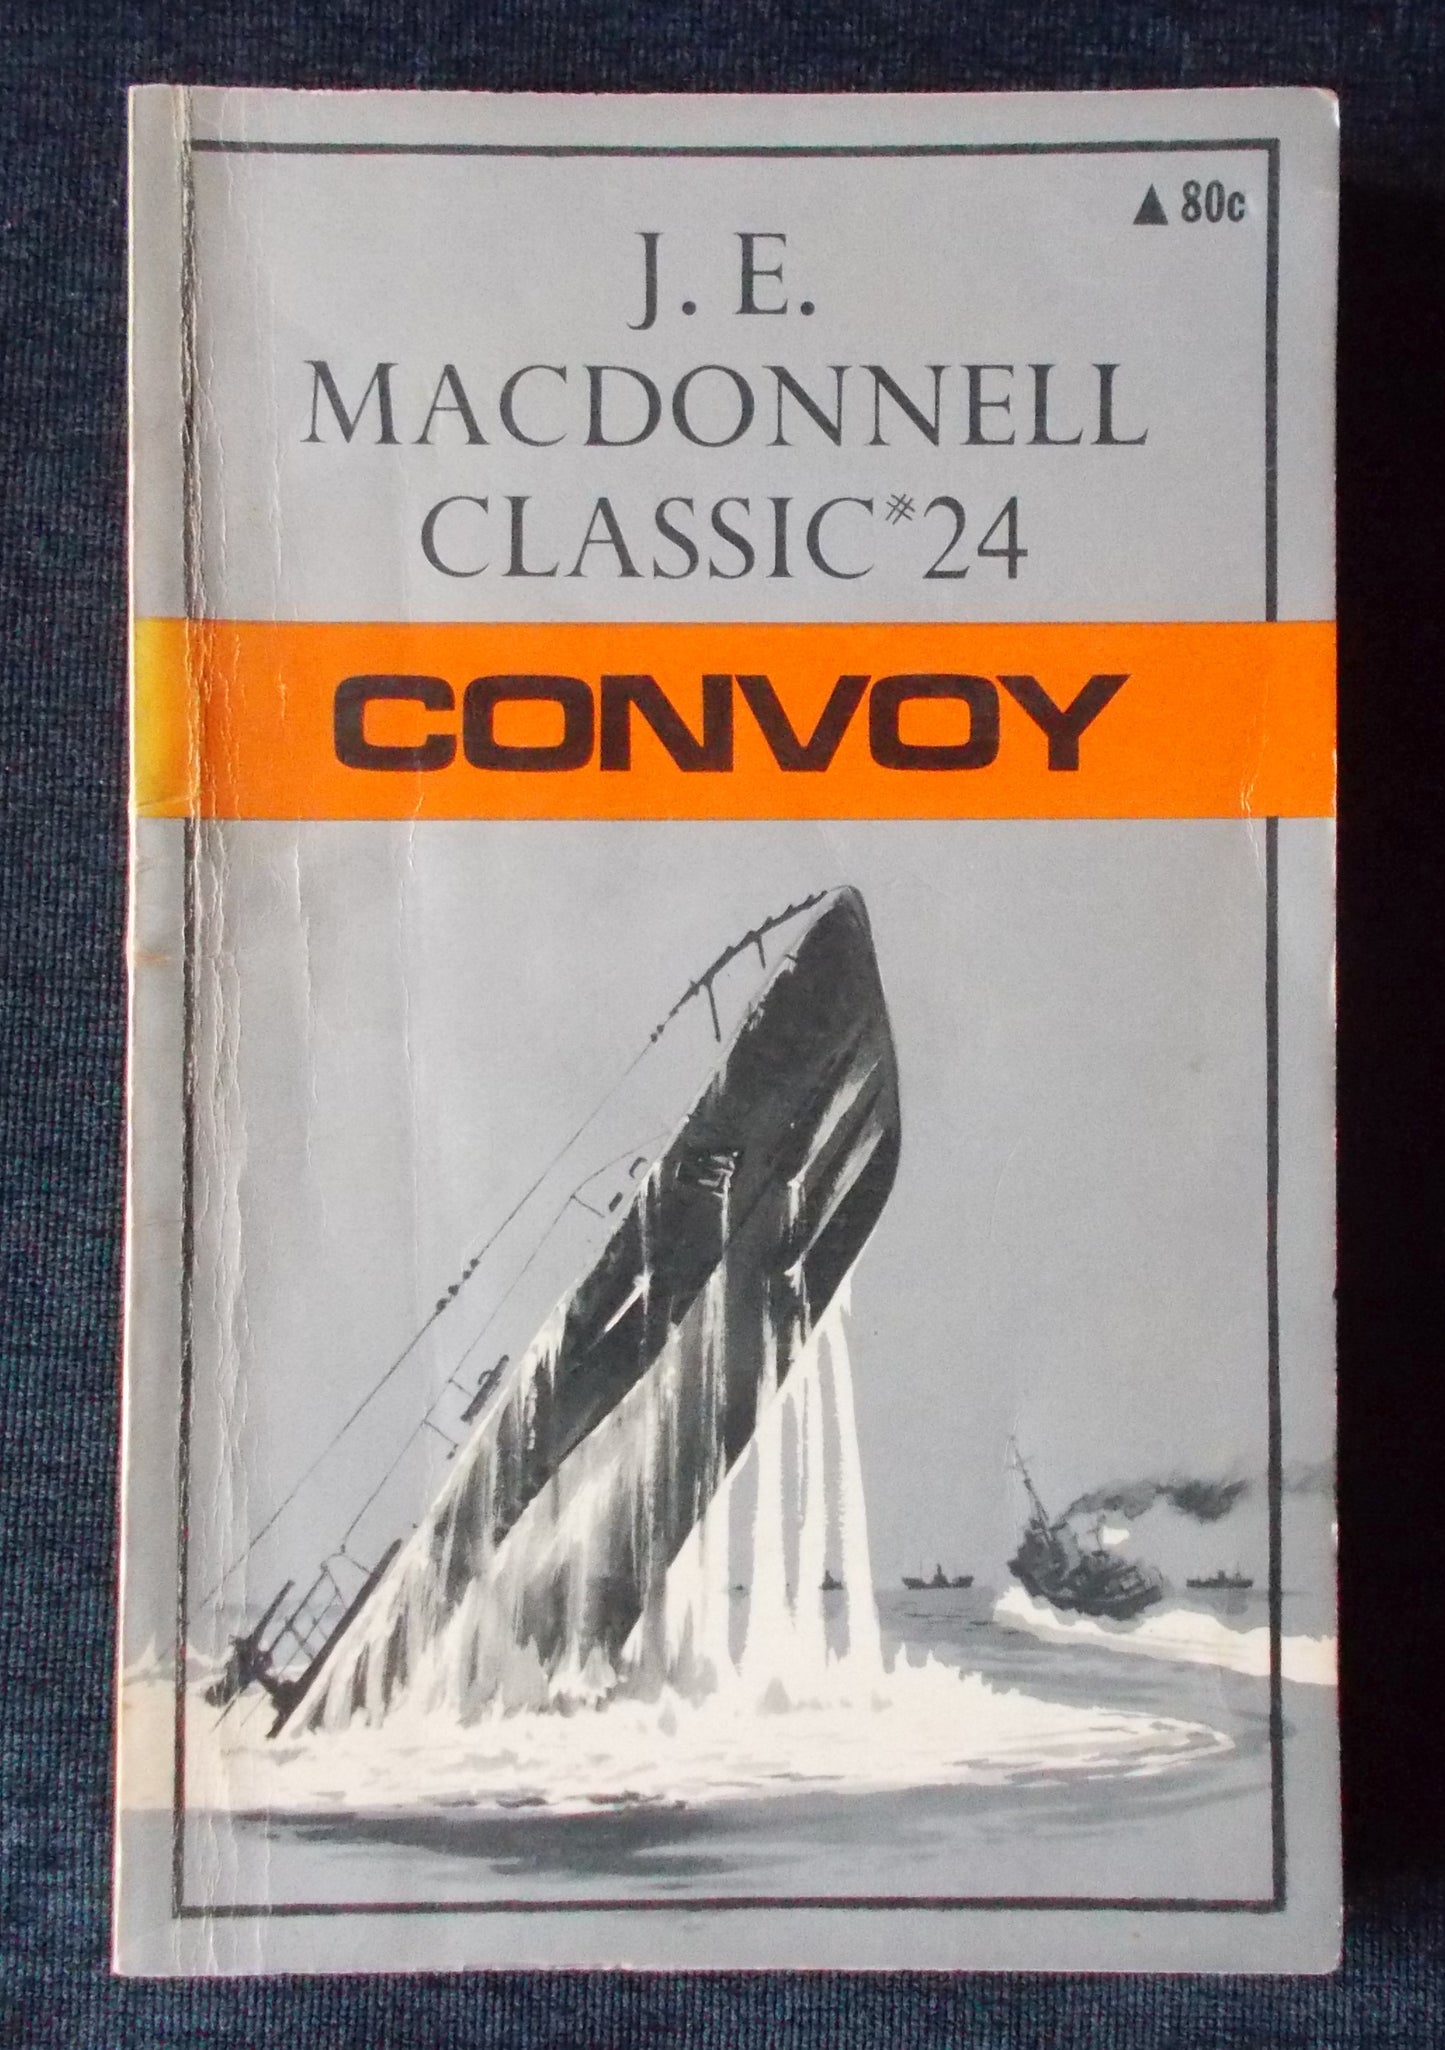 ▲ 80c
J. E.
MACDONNELL
CLASSIC #24
CONVOY